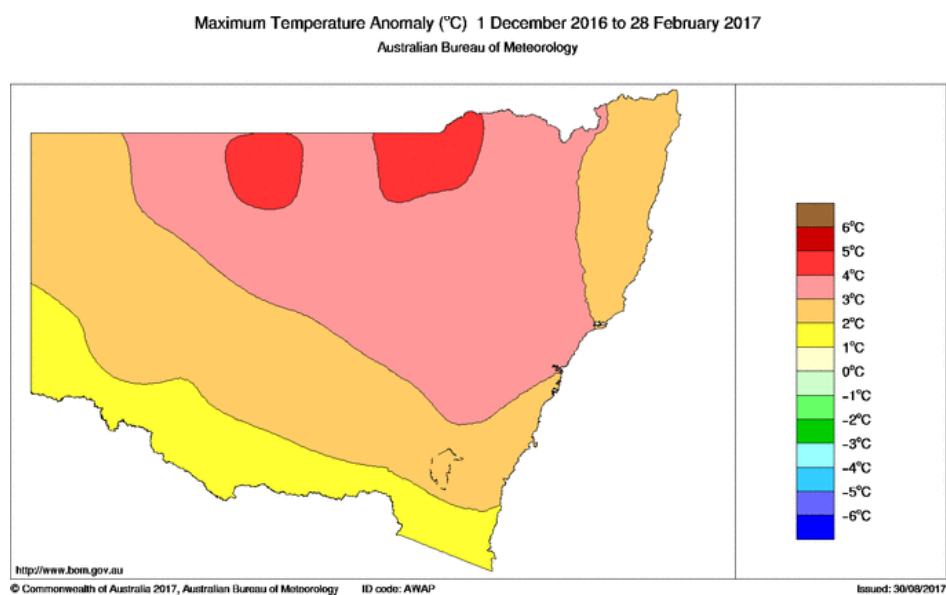 Maximum Temperature Anomaly (°C) 1 December 2016 to 28 February 2017
Australian Bureau of Meteorology
6°C
5°C
4°C
3°C
2°C
1°C
0°C
-1°C
-2°C
-3°C
-4°C
-5°C
-6°C
http://www.bom.gov.au
© Commonwealth of Australia 2017, Australian Bureau of Meteorology ID code: AWAP Issued: 30/08/2017